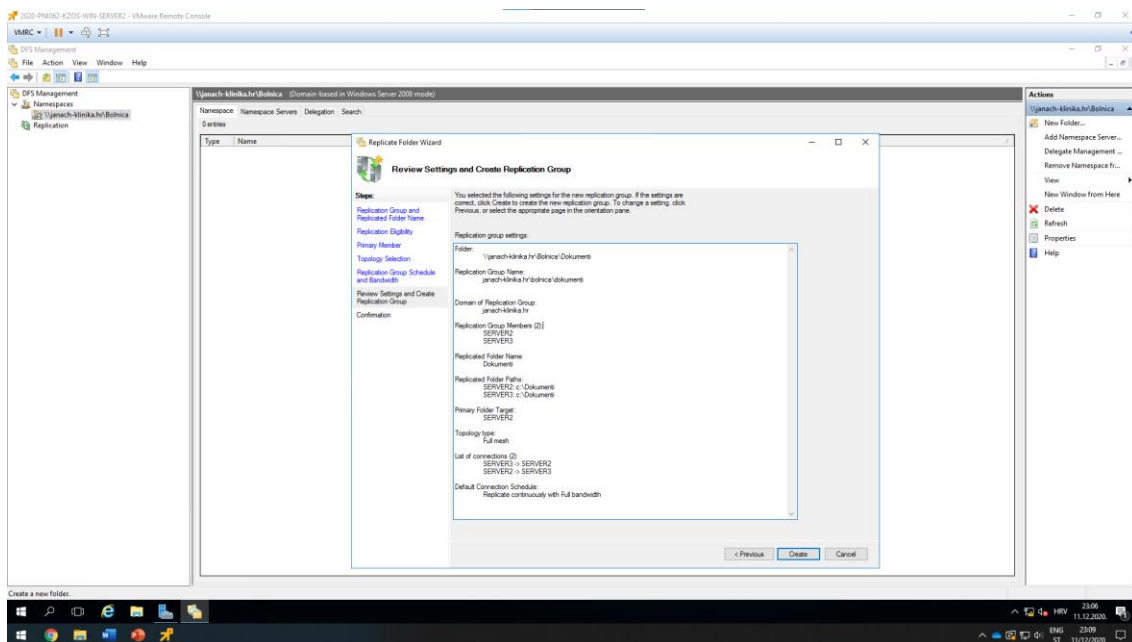 2020-PNI062-KZOS-WIN-SERVER2 - VMware Remote Console
VMRC
DFS Management
File Action View Window Help
DFS Management
Namespaces
\\janach-klinika.hr\Bolnica
Replication
\\janach-klinika.hr\Bolnica (Domain-based in Windows Server 2008 mode)
Namespace Namespace Servers Delegation Search
0 entries
Type Name
Replicate Folder Wizard
Review Settings and Create Replication Group
Steps:
Replication Group and
Replicated Folder Name
Replication Eligibility
Primary Member
Topology Selection
Replication Group Schedule
and Bandwidth
Review Settings and Create
Replication Group
Confirmation
You selected the following settings for the new replication group. If the settings are
correct, click Create to create the new replication group. To change a setting, click
Previous, or select the appropriate page in the orientation pane.
Replication group settings:
Folder:
\\janach-klinika.hr\Bolnica\Dokumenti
Replication Group Name:
janach-klinika.hr\bolnica\dokumenti
Domain of Replication Group:
janach-klinika.hr
Replication Group Members (2):
SERVER2
SERVER3
Replicated Folder Name:
Dokumenti
Replicated Folder Paths:
SERVER2: c:\Dokumenti
SERVER3: c:\Dokumenti
Primary Folder Target:
SERVER2
Topology type:
Full mesh
List of connections (2):
SERVER3 -> SERVER2
SERVER2 -> SERVER3
Default Connection Schedule:
Replicate continuously with Full bandwidth
< Previous Create Cancel
Actions
\\janach-klinika.hr\Bolnica
New Folder...
Add Namespace Server...
Delegate Management ...
Remove Namespace fr...
View
New Window from Here
Delete
Refresh
Properties
Help
Create a new folder.
HRV 23:06
11.12.2020.
ENG 23:09
ST 11/12/2020